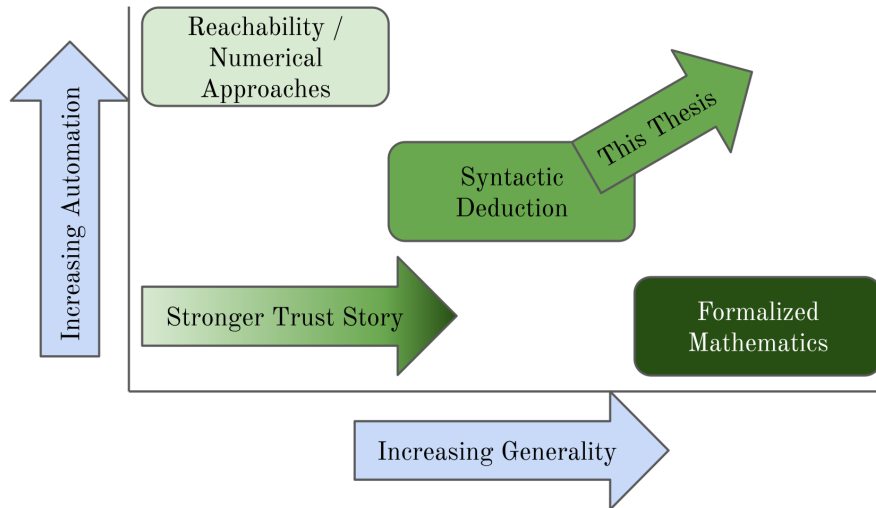 Reachability /
Numerical
Approaches
This Thesis
Increasing Automation
Syntactic
Deduction
Stronger Trust Story
Formalized
Mathematics
Increasing Generality